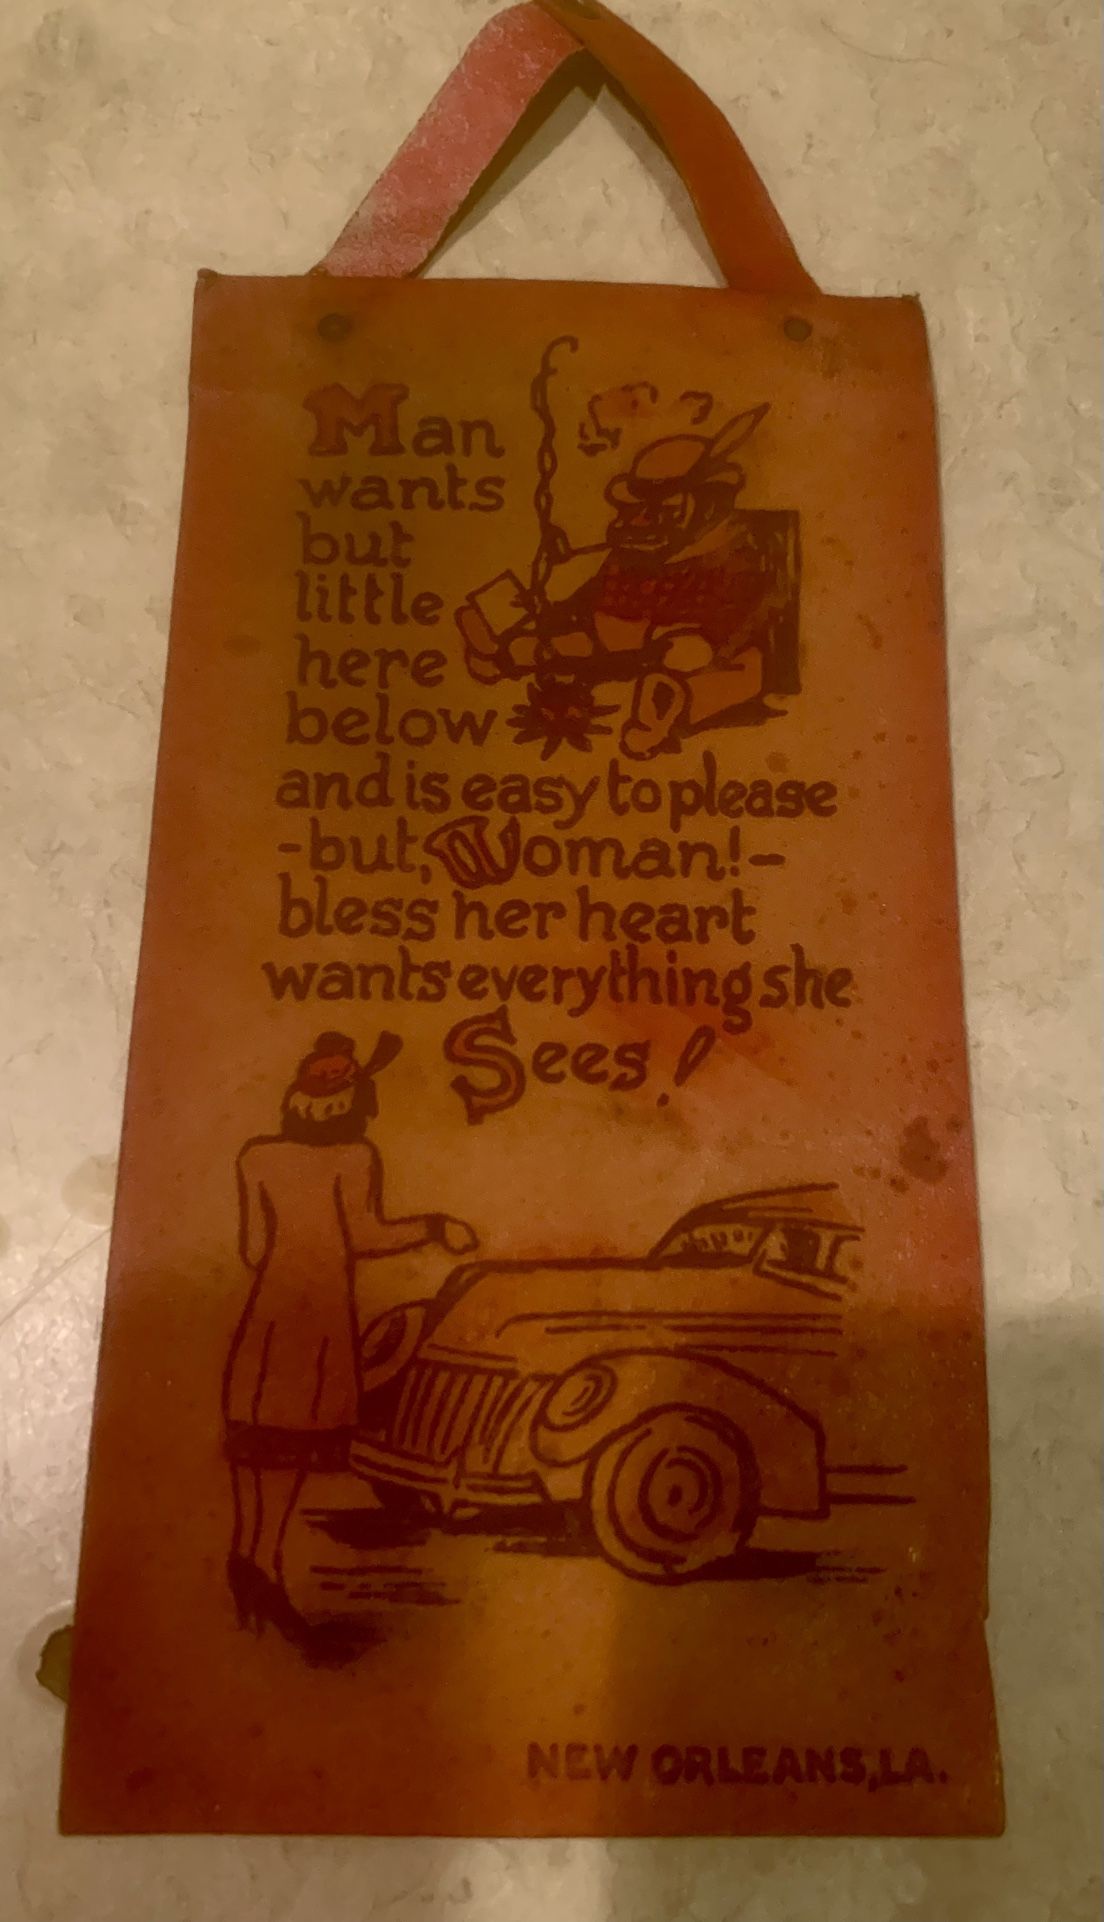 Man
wants
but
little
here
below
and is easy to please
-but, Woman!-
bless her heart
wants everything she
Sees!
NEW ORLEANS, LA.